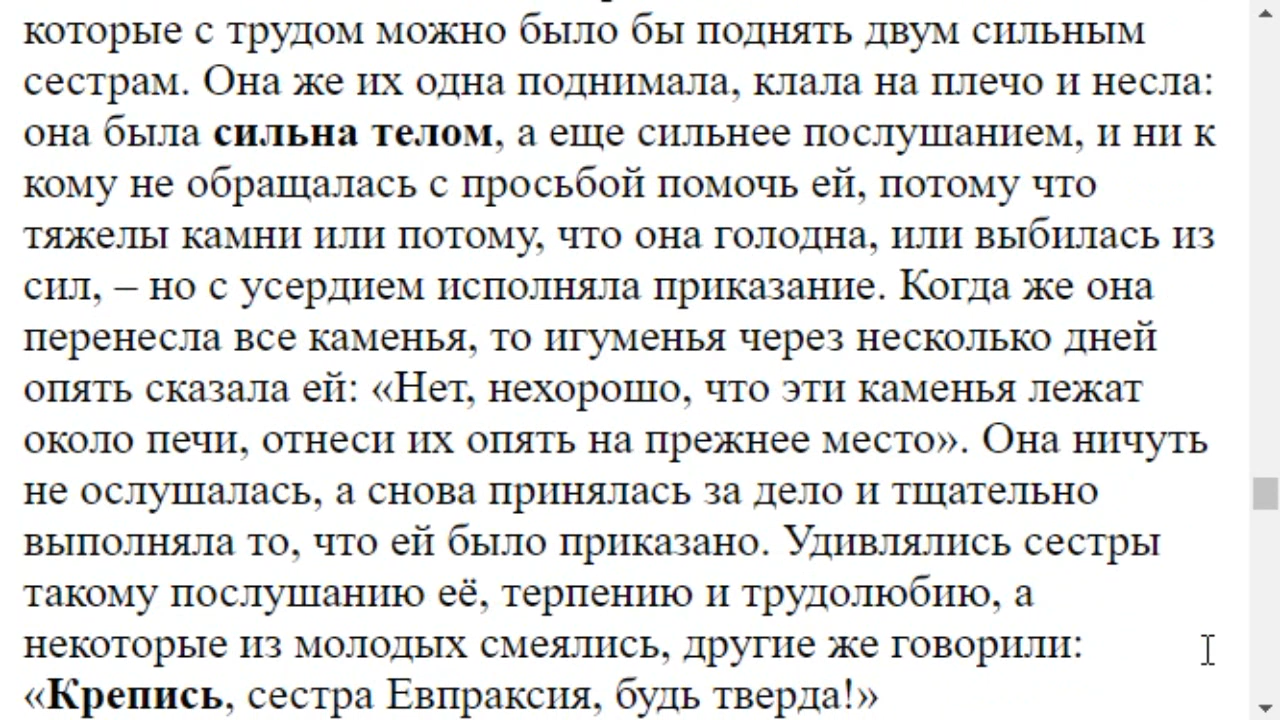 которые с трудом можно было бы поднять двум сильным
сестрам. Она же их одна поднимала, клала на плечо и несла:
она была сильна телом, а еще сильнее послушанием, и ни к
кому не обращалась с просьбой помочь ей, потому что
тяжелы камни или потому, что она голодна, или выбилась из
сил, – но с усердием исполняла приказание. Когда же она
перенесла все каменья, то игуменья через несколько дней
опять сказала ей: «Нет, нехорошо, что эти каменья лежат
около печи, отнеси их опять на прежнее место». Она ничуть
не ослушалась, а снова принялась за дело и тщательно
выполняла то, что ей было приказано. Удивлялись сестры
такому послушанию её, терпению и трудолюбию, а
некоторые из молодых смеялись, другие же говорили:
«Крепись, сестра Евпраксия, будь тверда!»